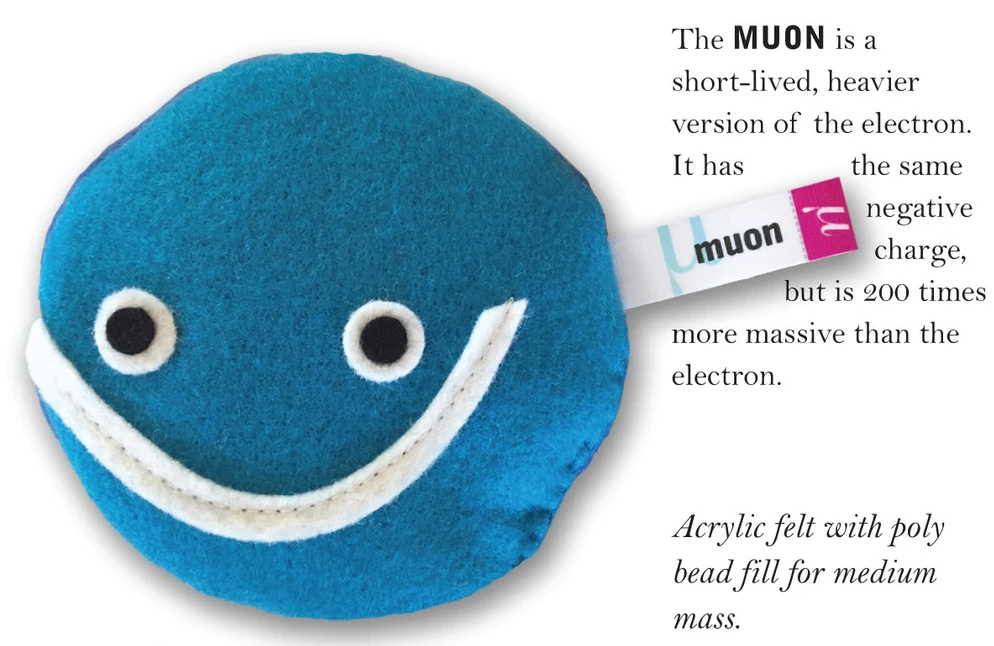 The MUON is a
short-lived, heavier
version of the electron.
It has the same
negative
charge,
but is 200 times
more massive than the
electron.
μ muon μ
Acrylic felt with poly
bead fill for medium
mass.